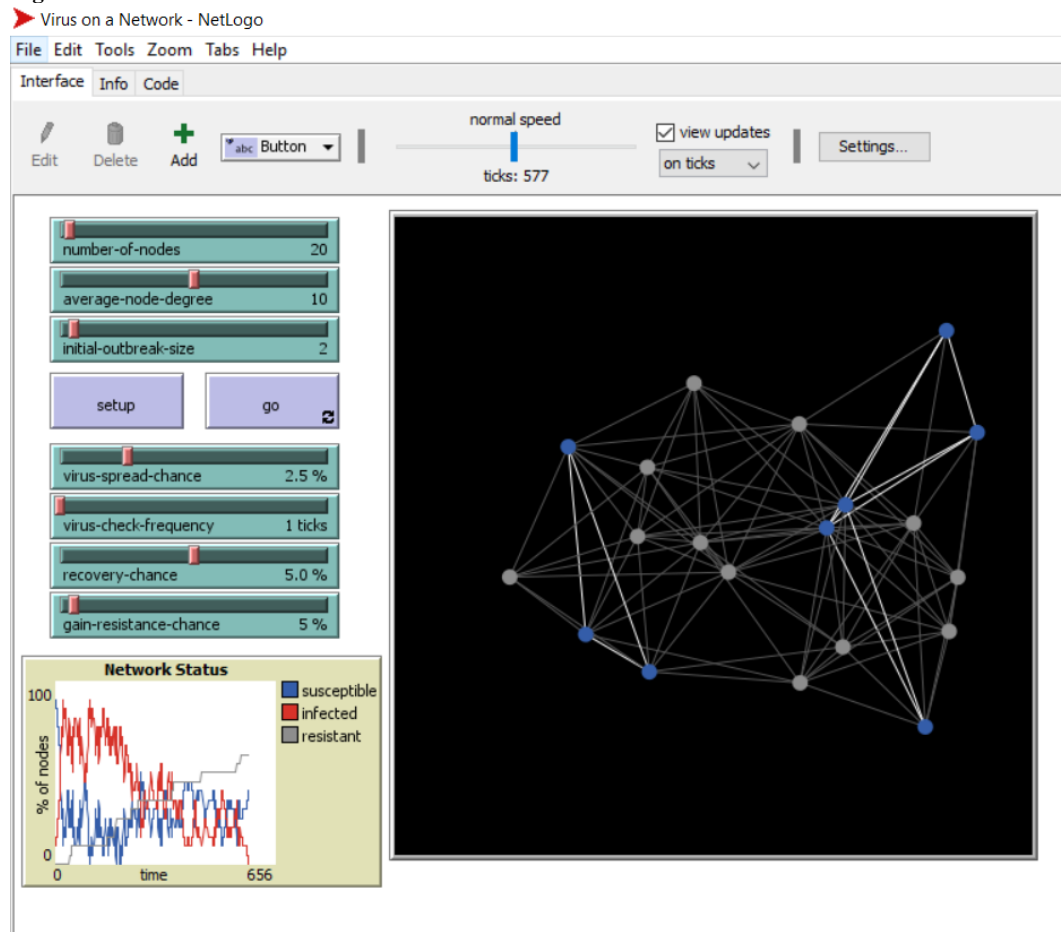 Virus on a Network - NetLogo
File Edit Tools Zoom Tabs Help
Interface Info Code
Edit Delete Add abc Button normal speed ticks: 577 view updates on ticks Settings...
number-of-nodes 20
average-node-degree 10
initial-outbreak-size 2
setup go
virus-spread-chance 2.5 %
virus-check-frequency 1 ticks
recovery-chance 5.0 %
gain-resistance-chance 5 %
Network Status
100
% of nodes
0
0 time 656
susceptible
infected
resistant